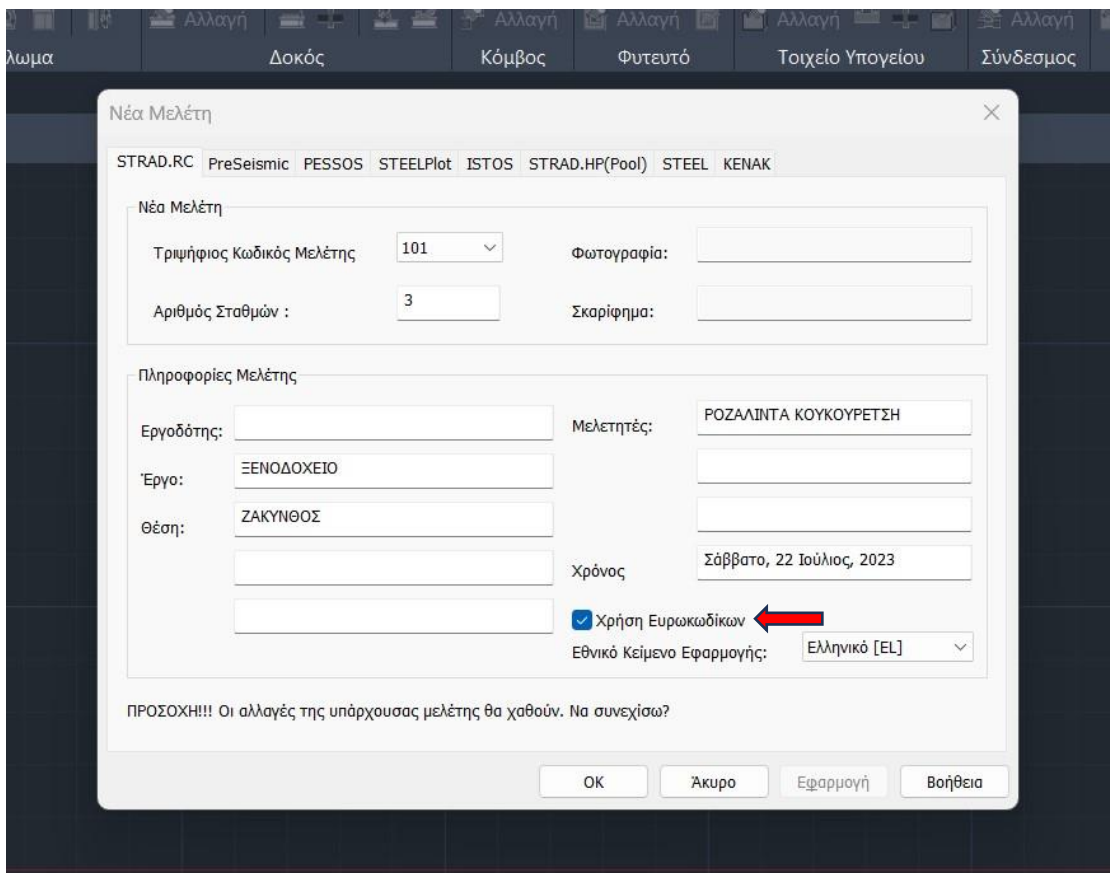 Αλλαγή Αλλαγή Αλλαγή Αλλαγή Αλλαγή
λωμα Δοκός Κόμβος Φυτευτό Τοιχείο Υπογείου Σύνδεσμος
Νέα Μελέτη
STRAD.RC PreSeismic PESSOS STEELPlot ISTOS STRAD.HP(Pool) STEEL KENAK
Νέα Μελέτη
Τριψήφιος Κωδικός Μελέτης 101 Φωτογραφία:
Αριθμός Σταθμών : 3 Σκαρίφημα:
Πληροφορίες Μελέτης
Εργοδότης: Μελετητές: ΡΟΖΑΛΙΝΤΑ ΚΟΥΚΟΥΡΕΤΣΗ
Έργο: ΞΕΝΟΔΟΧΕΙΟ
Θέση: ΖΑΚΥΝΘΟΣ
Χρόνος Σάββατο, 22 Ιούλιος, 2023
Χρήση Ευρωκωδίκων
Εθνικό Κείμενο Εφαρμογής: Ελληνικό [EL]
ΠΡΟΣΟΧΗ!!! Οι αλλαγές της υπάρχουσας μελέτης θα χαθούν. Να συνεχίσω?
OK Άκυρο Εφαρμογή Βοήθεια